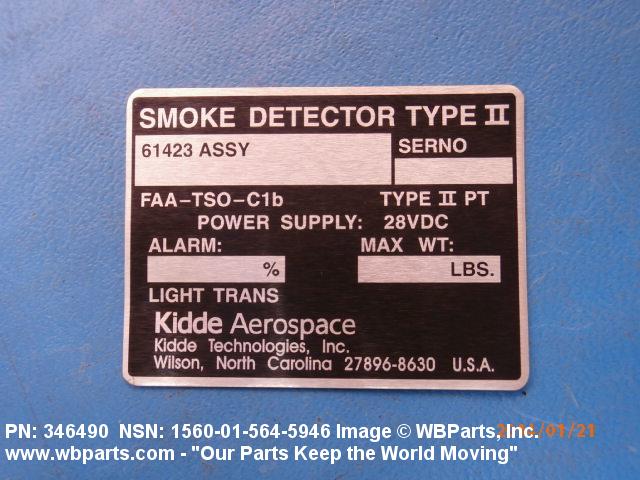 SMOKE DETECTOR TYPE II
61423 ASSY
SERNO
FAA-TSO-C1b TYPE II PT
POWER SUPPLY: 28VDC
ALARM: MAX WT:
% LBS.
LIGHT TRANS
Kidde Aerospace
Kidde Technologies, Inc.
Wilson, North Carolina 27896-8630 U.S.A.
PN: 346490 NSN: 1560-01-564-5946 Image © WBParts, Inc.
www.wbparts.com - "Our Parts Keep the World Moving"